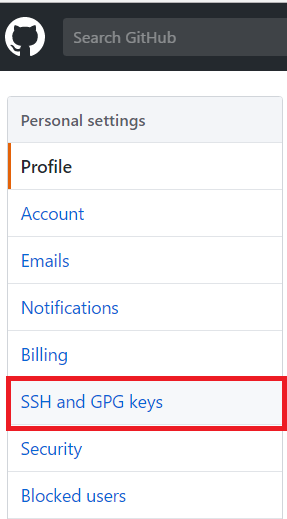 Search GitHub
Personal settings
Profile
Account
Emails
Notifications
Billing
SSH and GPG keys
Security
Blocked users